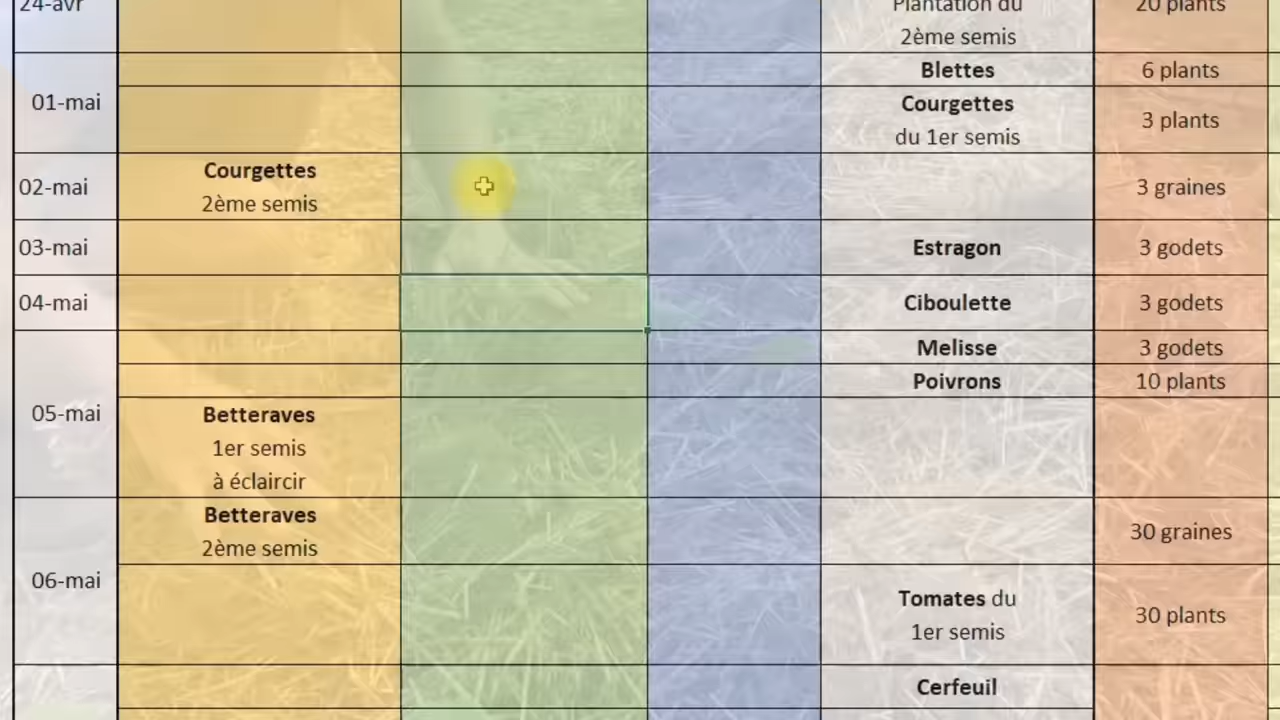 24-avr
Plantation du
2ème semis
20 plants
01-mai
Blettes
6 plants
Courgettes
du 1er semis
3 plants
02-mai
Courgettes
2ème semis
3 graines
03-mai
Estragon
3 godets
04-mai
Ciboulette
3 godets
05-mai
Melisse
3 godets
Poivrons
10 plants
Betteraves
1er semis
à éclaircir
06-mai
Betteraves
2ème semis
30 graines
Tomates du
1er semis
30 plants
Cerfeuil